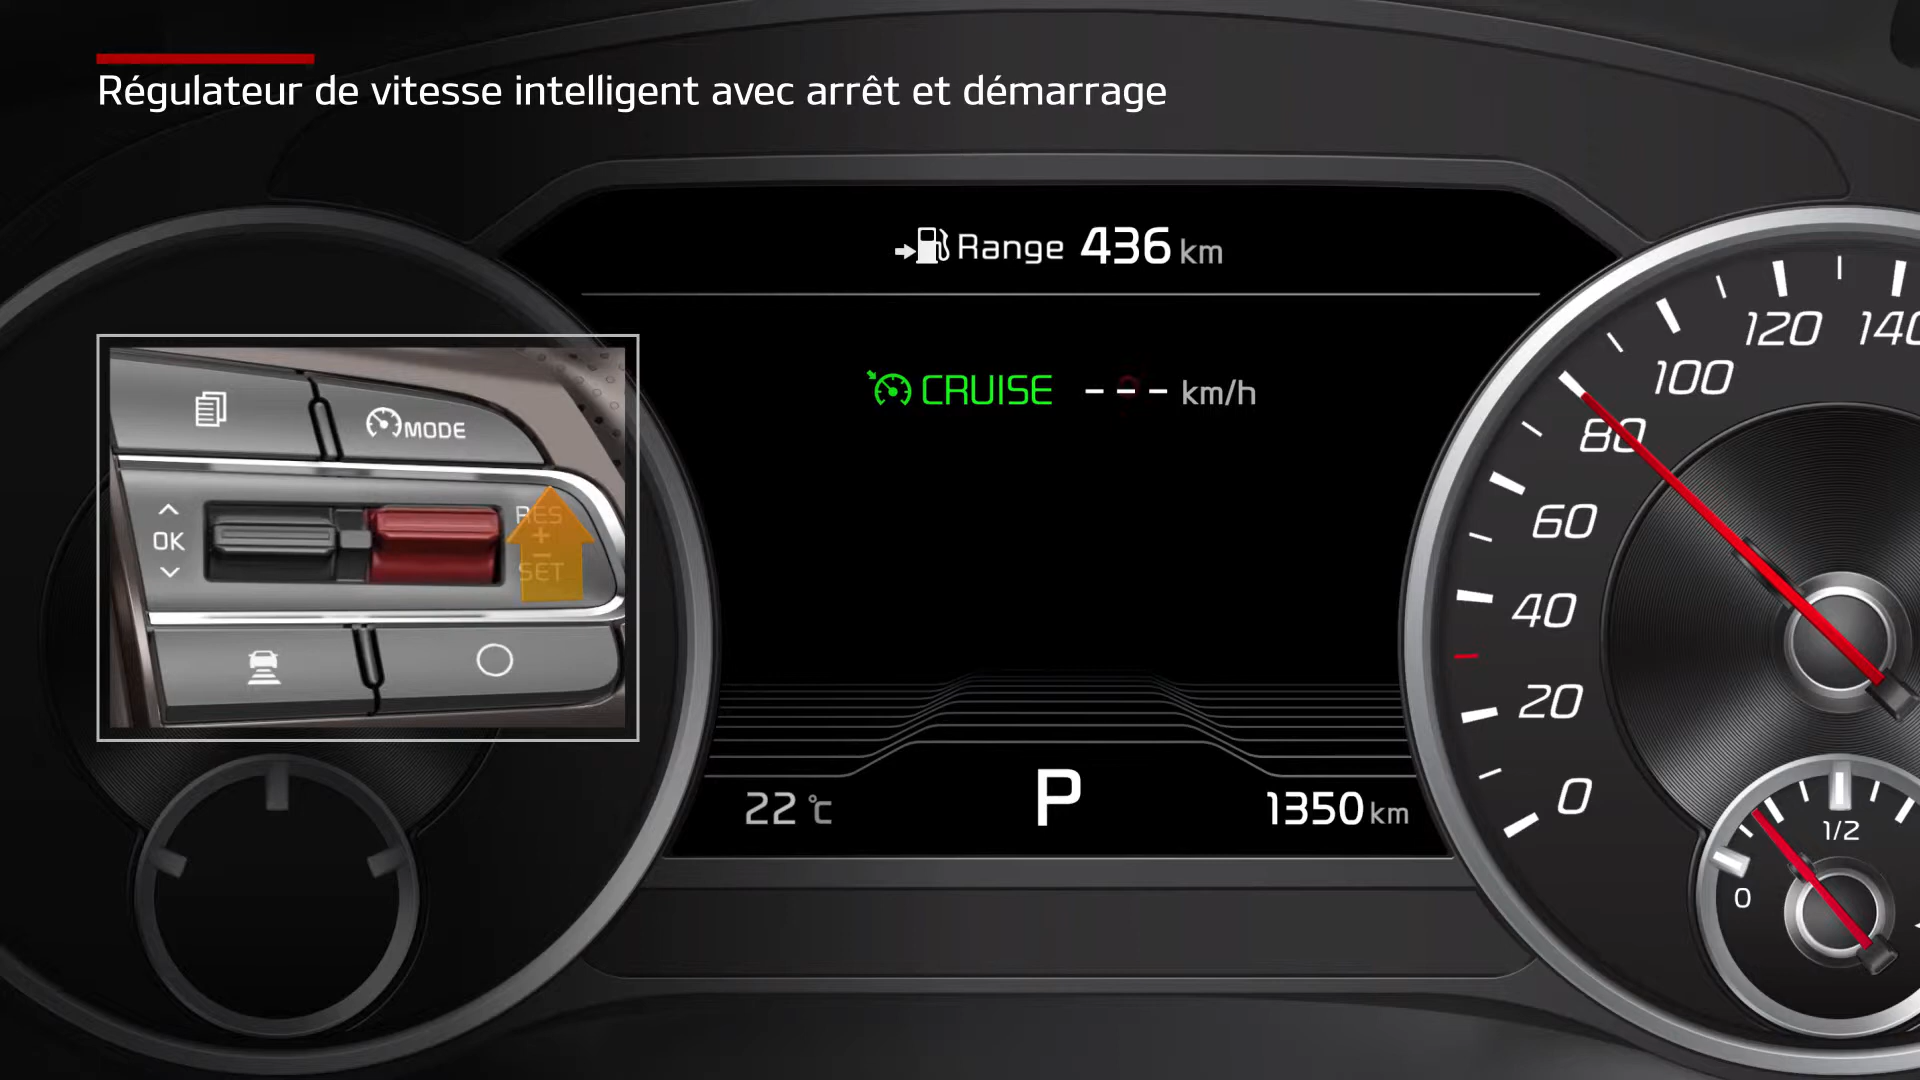 Régulateur de vitesse intelligent avec arrêt et démarrage
Range 436 km
CRUISE --- km/h
MODE
OK
RES
+
−
SET
120 140
100
80
60
40
20
0
22 °C
P
1350 km
1/2
0